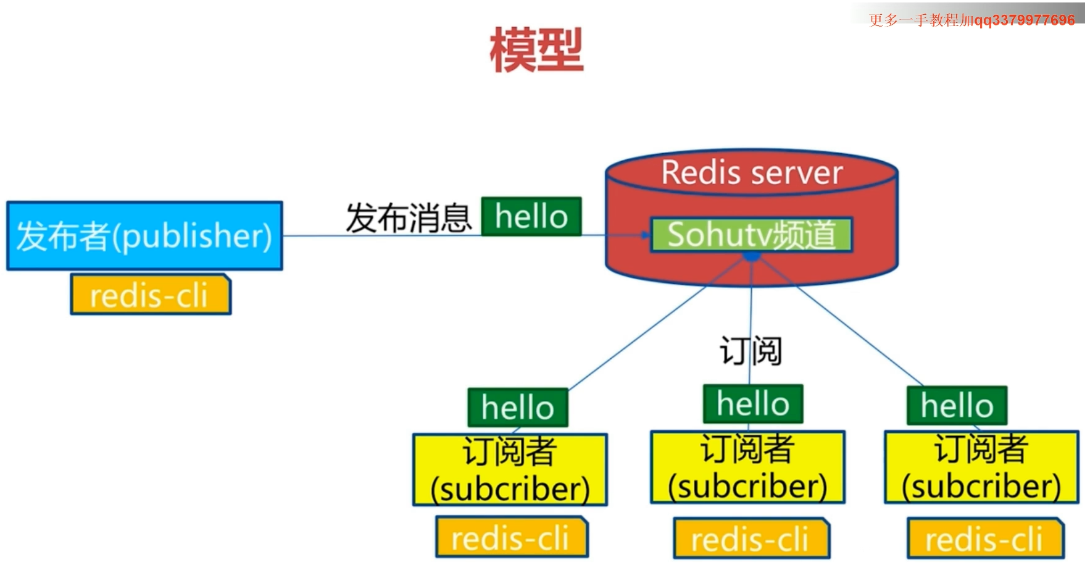 更多一手教程加qq3379977696
模型
Redis server
发布者(publisher)
发布消息
hello
Sohutv频道
redis-cli
订阅
hello
hello
hello
订阅者
(subcriber)
订阅者
(subcriber)
订阅者
(subcriber)
redis-cli
redis-cli
redis-cli